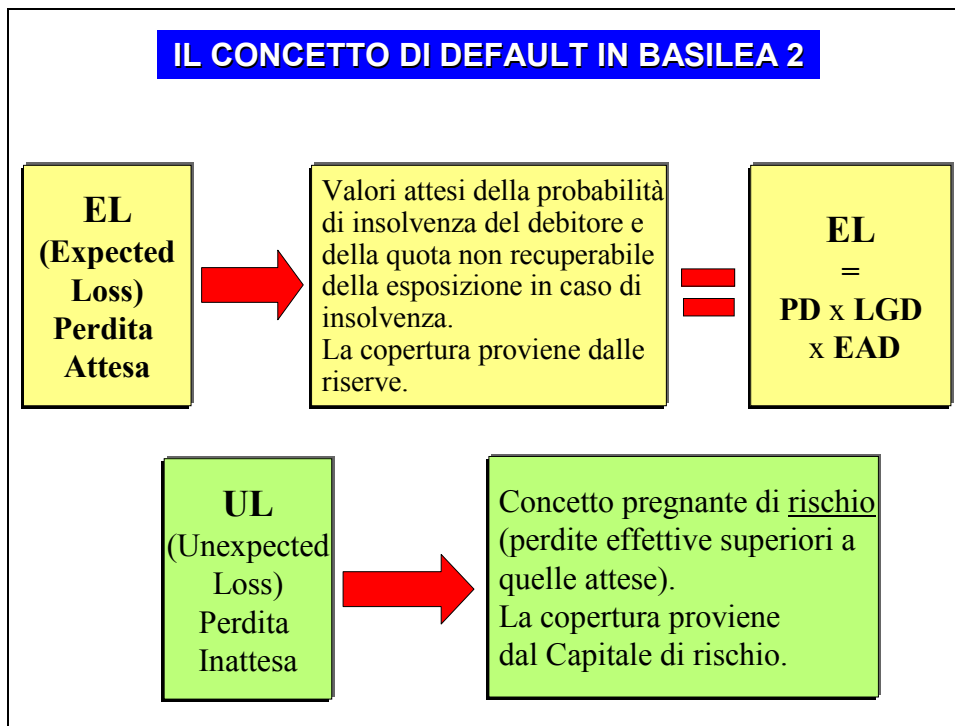 IL CONCETTO DI DEFAULT IN BASILEA 2
EL
(Expected
Loss)
Perdita
Attesa
Valori attesi della probabilità
di insolvenza del debitore e
della quota non recuperabile
della esposizione in caso di
insolvenza.
La copertura proviene dalle
riserve.
EL
=
PD x LGD
x EAD
UL
(Unexpected
Loss)
Perdita
Inattesa
Concetto pregnante di rischio
(perdite effettive superiori a
quelle attese).
La copertura proviene
dal Capitale di rischio.